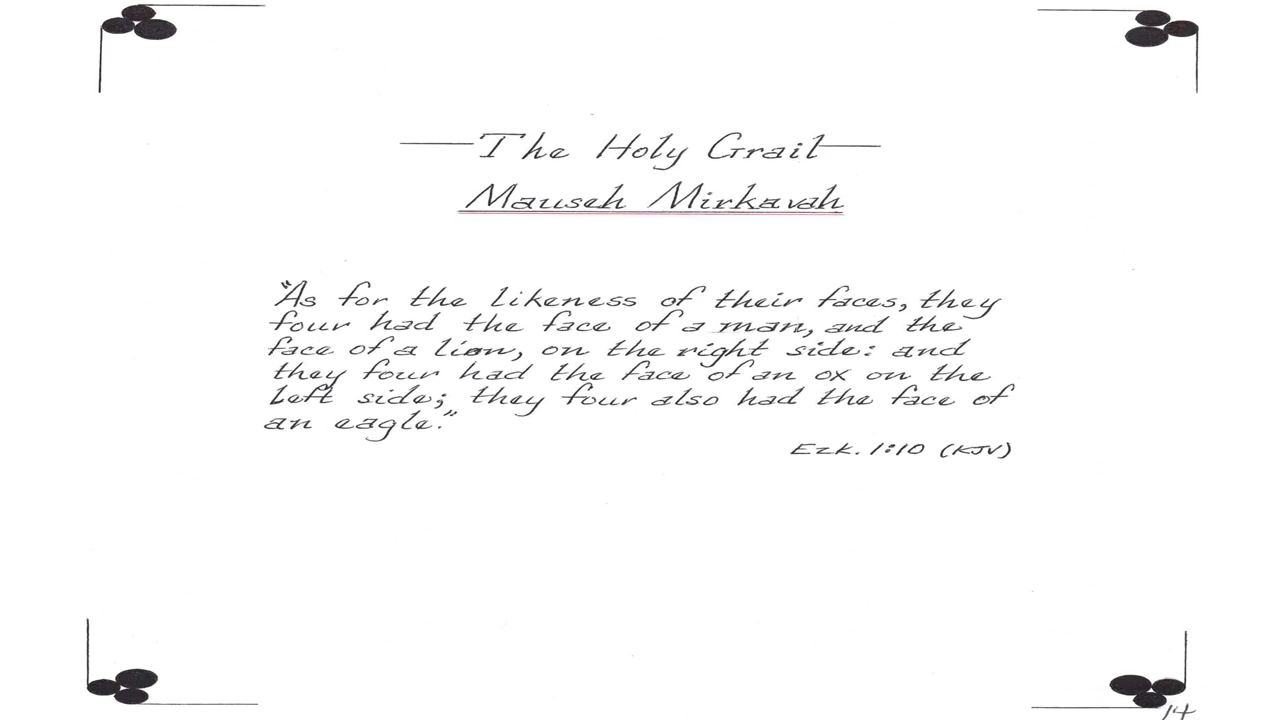 The Holy Grail
Mauseh Mirkavah
"As for the likeness of their faces, they
four had the face of a man, and the
face of a lion, on the right side: and
they four had the face of an ox on the
left side; they four also had the face of
an eagle."
Ezk. 1:10 (KJV)
14